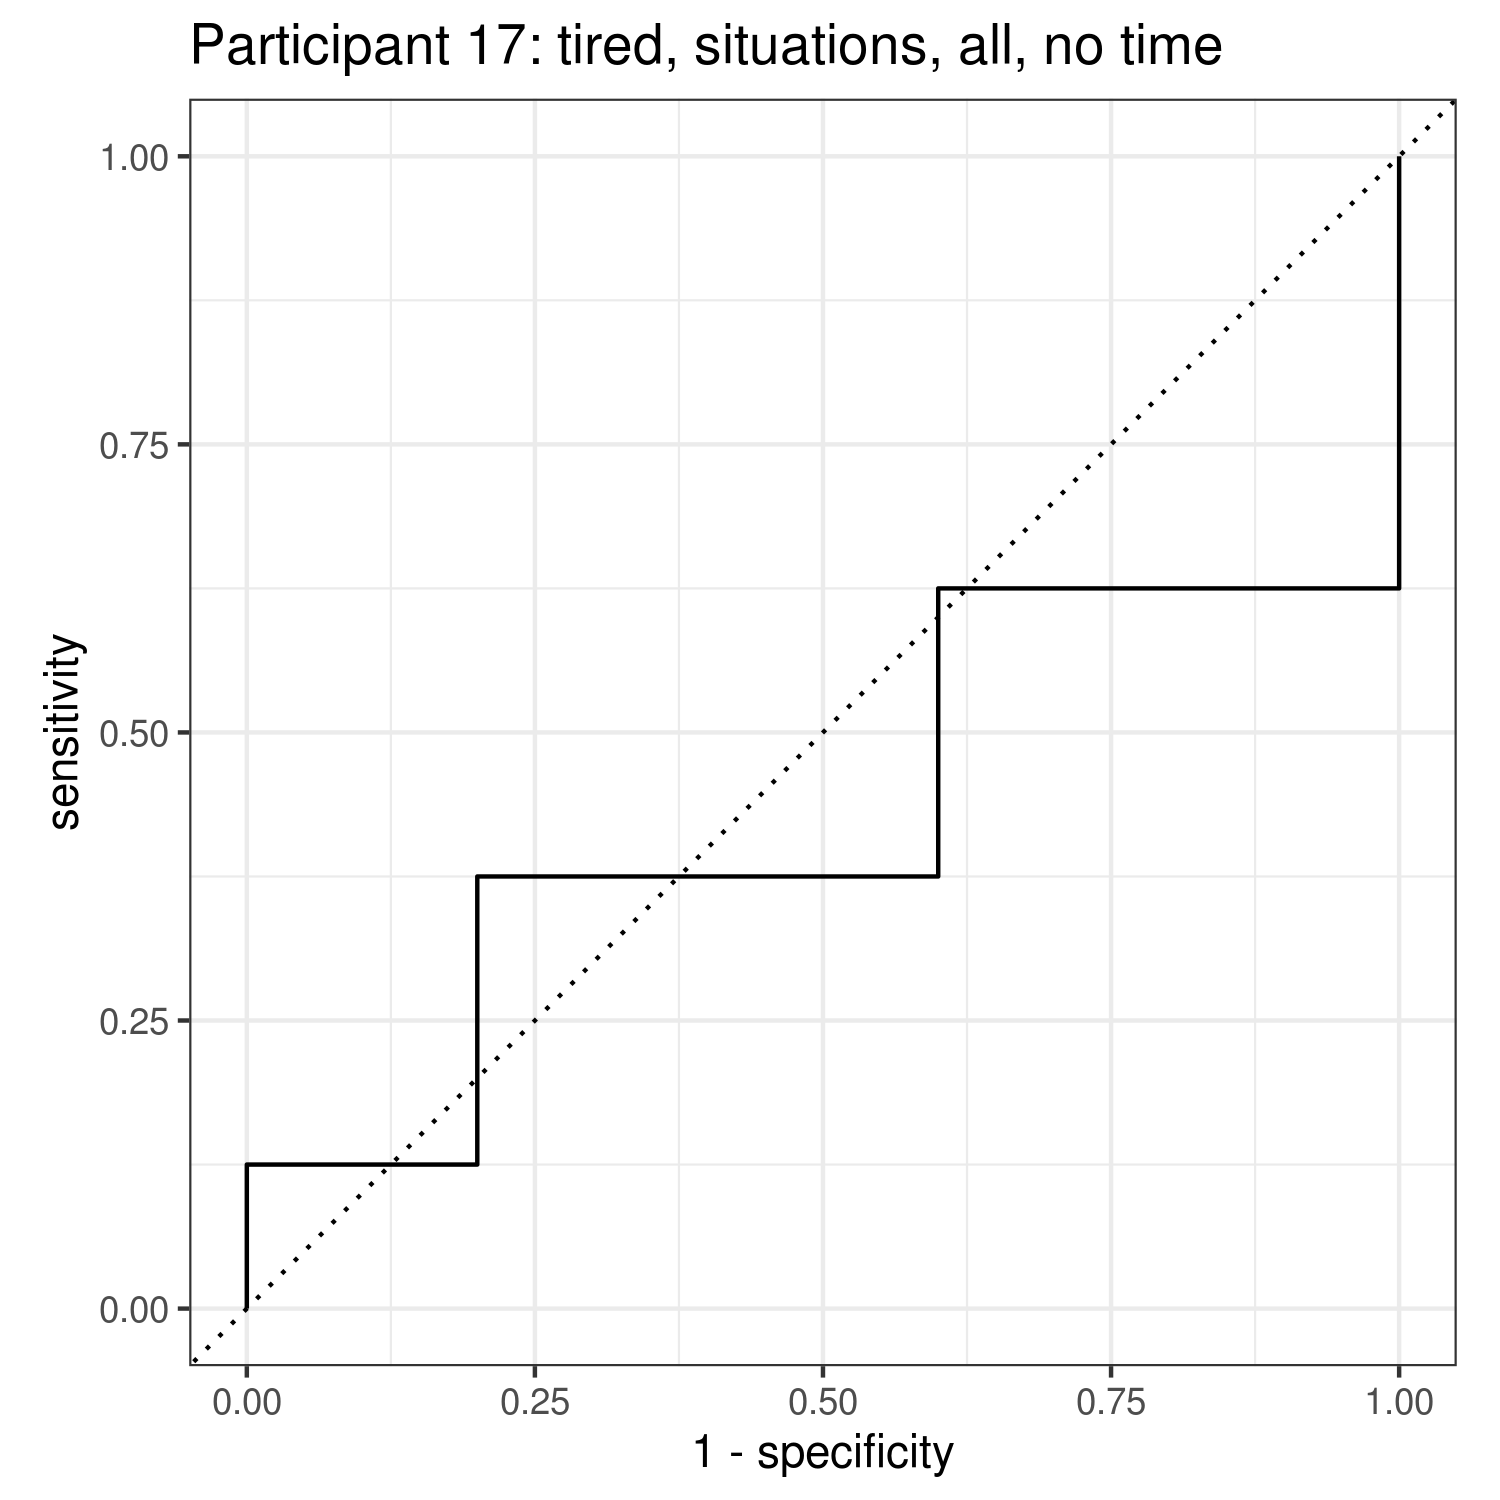 Participant 17: tired, situations, all, no time
1.00
0.75
0.50
0.25
0.00
sensitivity
0.00 0.25 0.50 0.75 1.00
1 - specificity